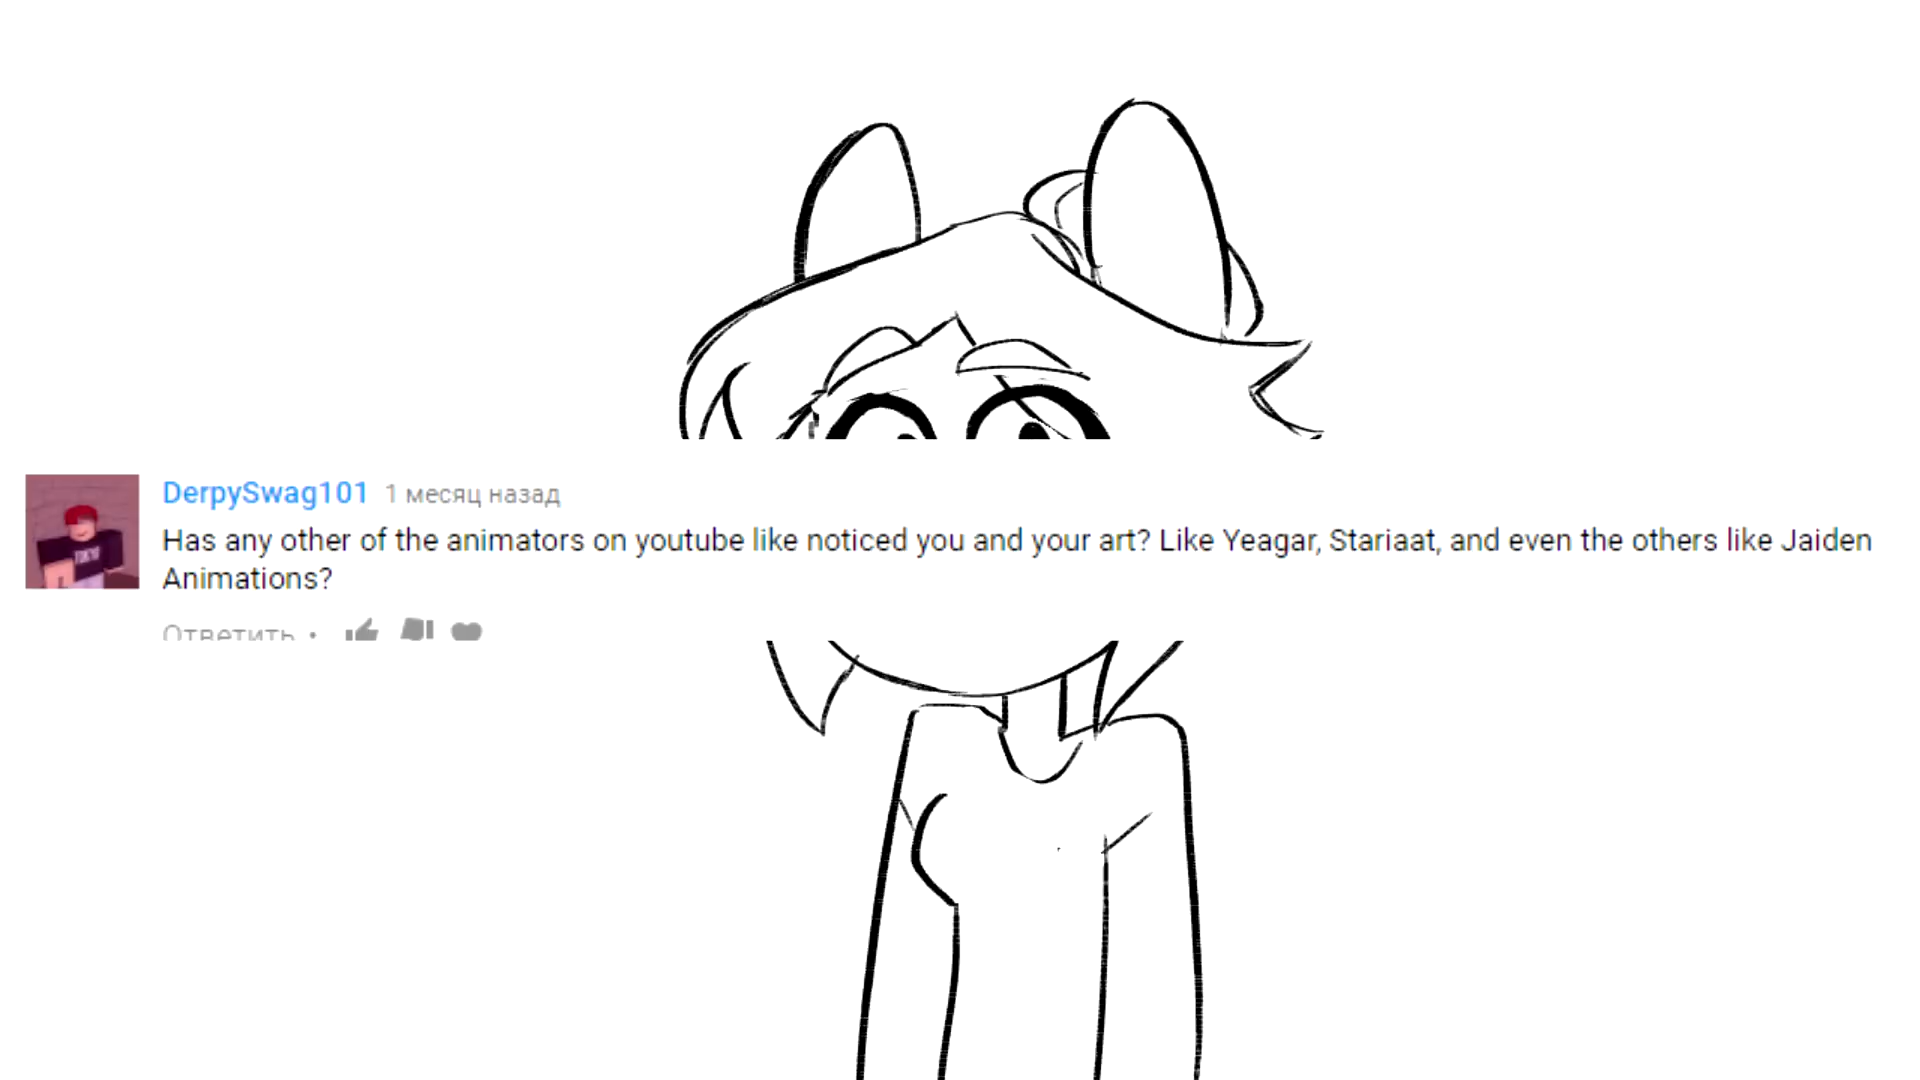 DerpySwag101 1 месяц назад
Has any other of the animators on youtube like noticed you and your art? Like Yeagar, Stariaat, and even the others like Jaiden
Animations?
Ответить •